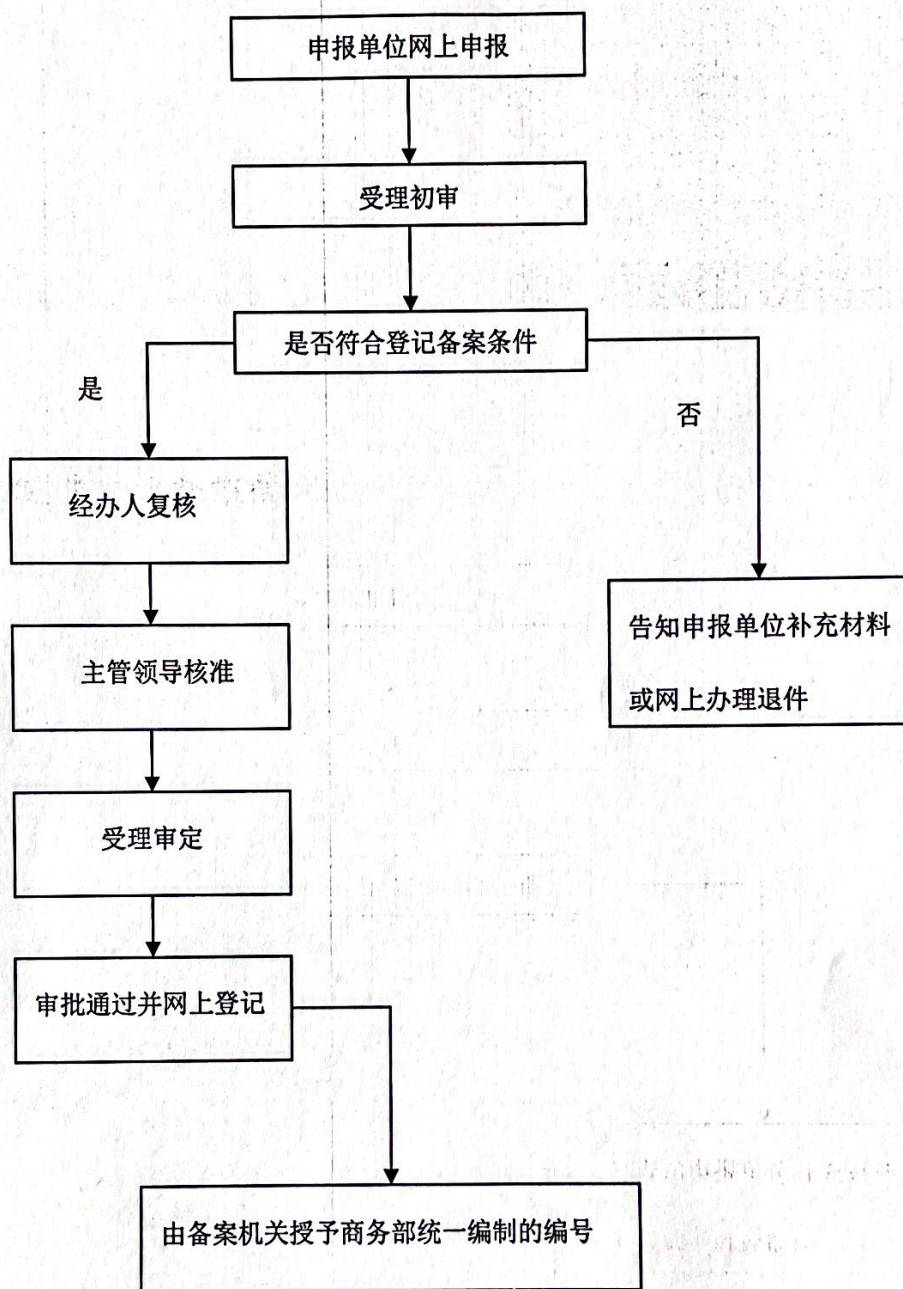 申报单位网上申报
受理初审
是否符合登记备案条件
是
否
经办人复核
告知申报单位补充材料
或网上办理退件
主管领导核准
受理审定
审批通过并网上登记
由备案机关授予商务部统一编制的编号